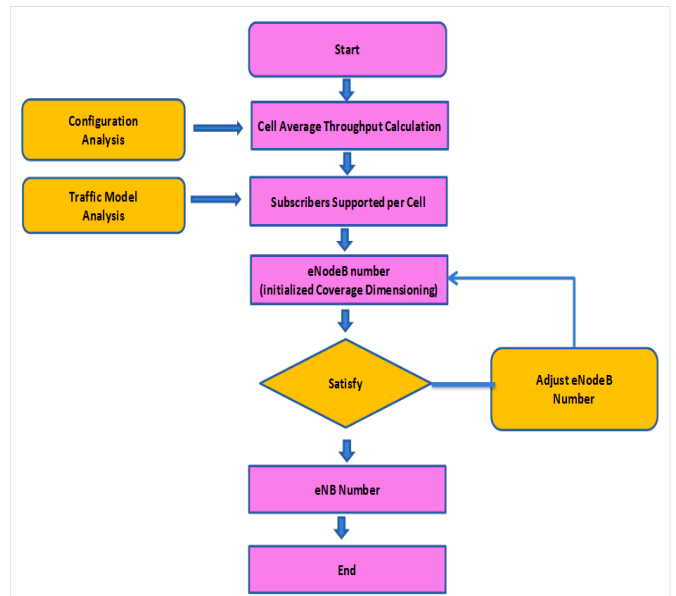 Start
Configuration
Analysis
Cell Average Throughput Calculation
Traffic Model
Analysis
Subscribers Supported per Cell
eNodeB number
(initialized Coverage Dimensioning)
Satisfy
Adjust eNodeB
Number
eNB Number
End